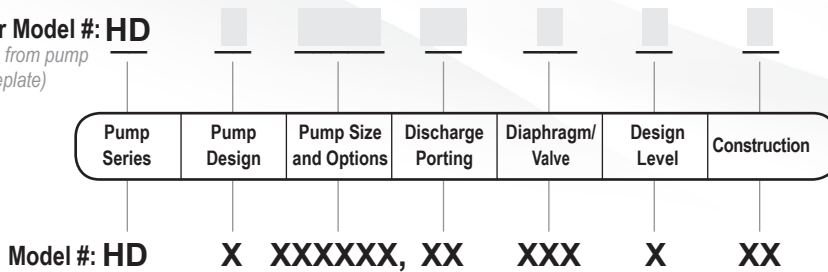 r Model #: HD
from pump
eplate)
Pump Series
Pump Design
Pump Size and Options
Discharge Porting
Diaphragm/ Valve
Design Level
Construction
Model #: HD X XXXXXX, XX XXX X XX